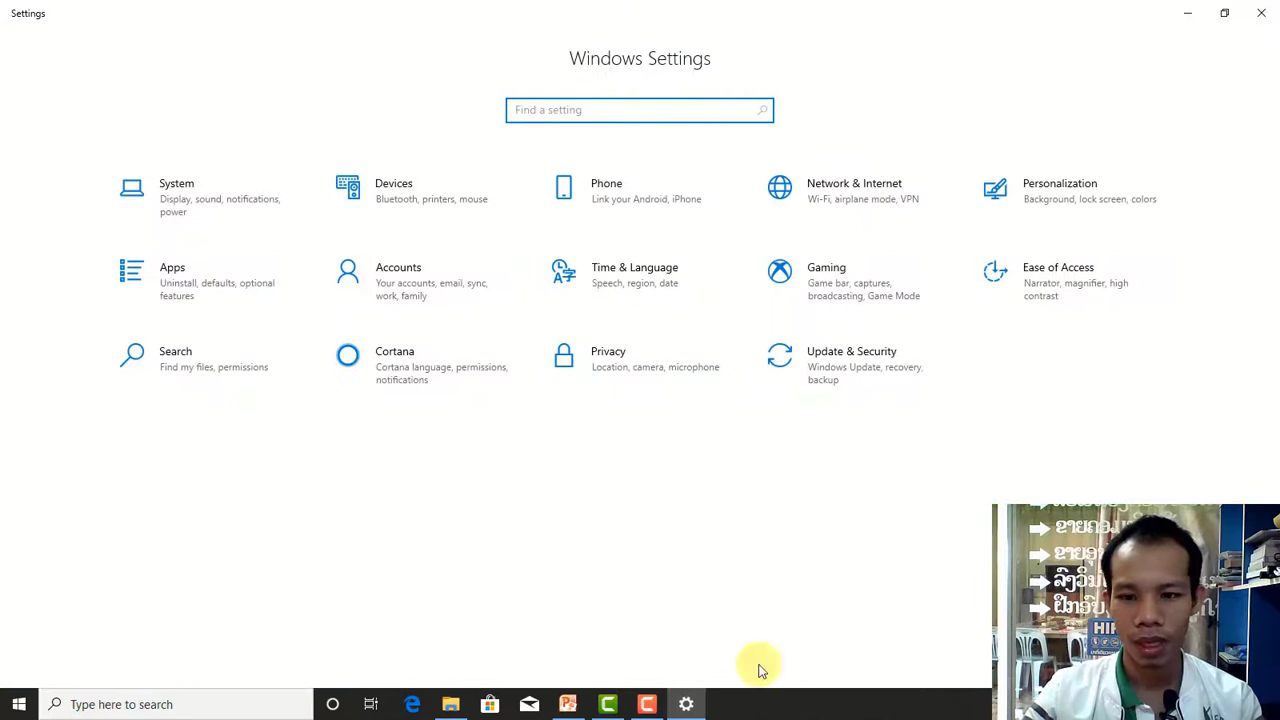 Settings
Windows Settings
Find a setting
System
Display, sound, notifications,
power
Devices
Bluetooth, printers, mouse
Phone
Link your Android, iPhone
Network & Internet
Wi-Fi, airplane mode, VPN
Personalization
Background, lock screen, colors
Apps
Uninstall, defaults, optional
features
Accounts
Your accounts, email, sync,
work, family
Time & Language
Speech, region, date
Gaming
Game bar, captures,
broadcasting, Game Mode
Ease of Access
Narrator, magnifier, high
contrast
Search
Find my files, permissions
Cortana
Cortana language, permissions,
notifications
Privacy
Location, camera, microphone
Update & Security
Windows Update, recovery,
backup
Type here to search